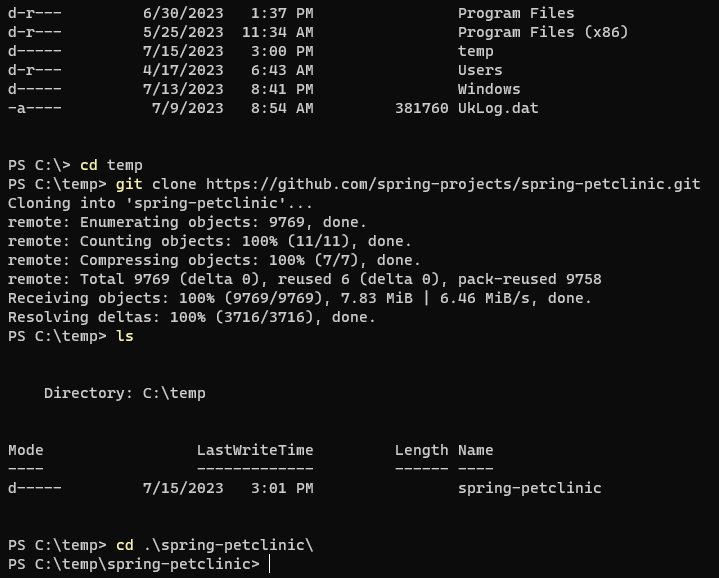 d-r--- 6/30/2023 1:37 PM Program Files
d-r--- 5/25/2023 11:34 AM Program Files (x86)
d----- 7/15/2023 3:00 PM temp
d-r--- 4/17/2023 6:43 AM Users
d----- 7/13/2023 8:41 PM Windows
-a---- 7/9/2023 8:54 AM 381760 UkLog.dat
PS C:\> cd temp
PS C:\temp> git clone https://github.com/spring-projects/spring-petclinic.git
Cloning into 'spring-petclinic'...
remote: Enumerating objects: 9769, done.
remote: Counting objects: 100% (11/11), done.
remote: Compressing objects: 100% (7/7), done.
remote: Total 9769 (delta 0), reused 6 (delta 0), pack-reused 9758
Receiving objects: 100% (9769/9769), 7.83 MiB | 6.46 MiB/s, done.
Resolving deltas: 100% (3716/3716), done.
PS C:\temp> ls
Directory: C:\temp
Mode LastWriteTime Length Name
---- ------------- ------ ----
d----- 7/15/2023 3:01 PM spring-petclinic
PS C:\temp> cd .\spring-petclinic\
PS C:\temp\spring-petclinic>